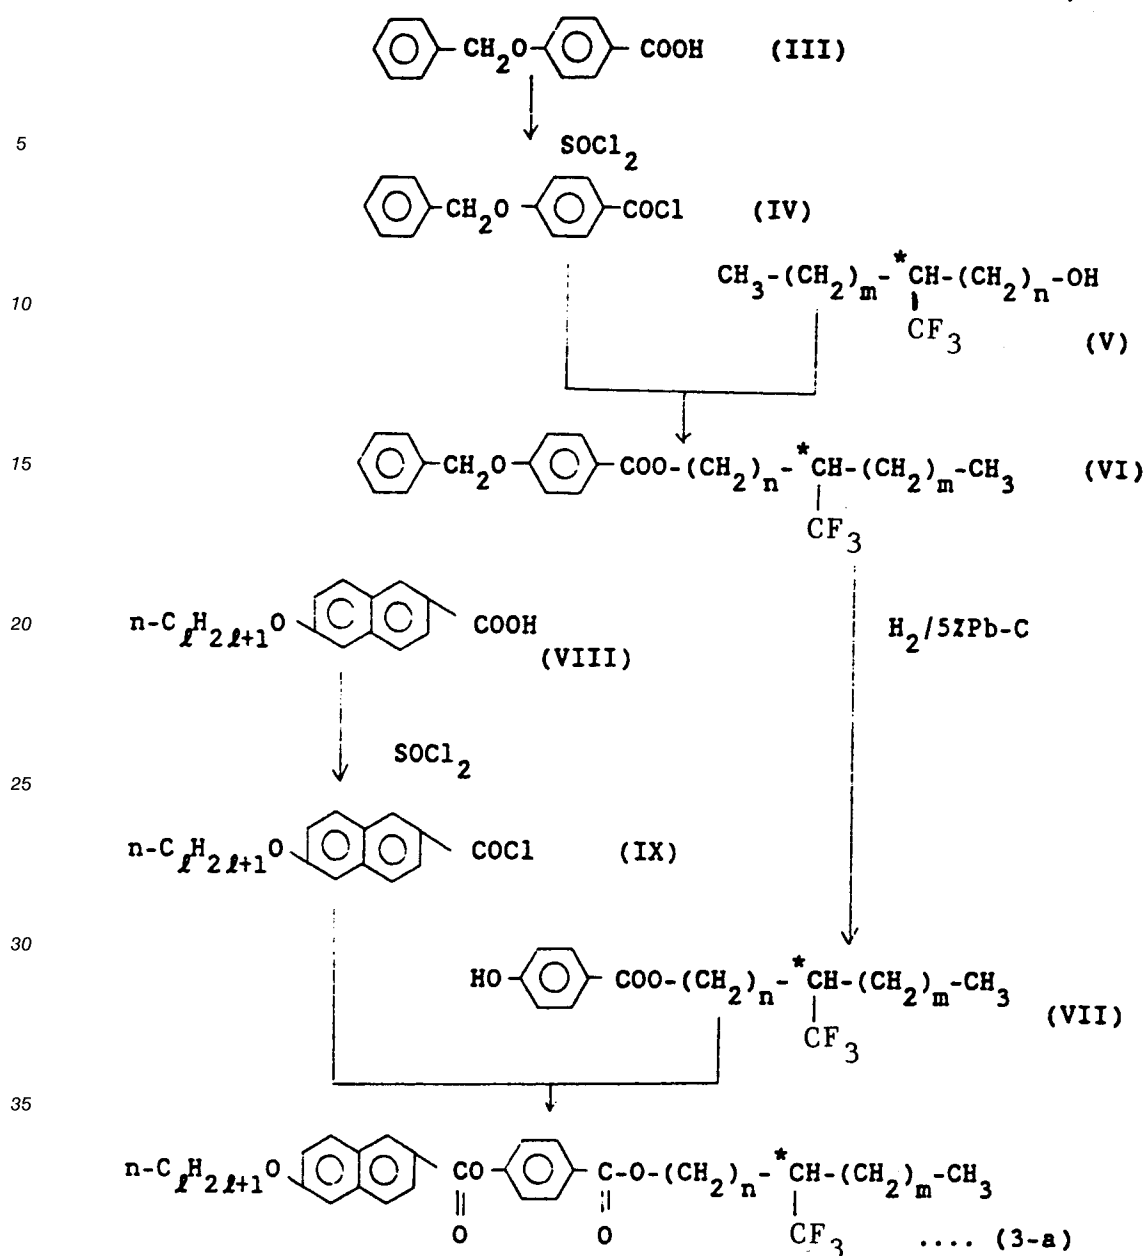 CH₂O COOH (III)
5
SOCl₂
CH₂O COCl (IV)
CH₃-(CH₂)m-*CH-(CH₂)n-OH
10
CF₃ (V)
15
CH₂O COO-(CH₂)n-*CH-(CH₂)m-CH₃ (VI)
CF₃
20
n-CℓH2ℓ+1O COOH
(VIII)
H₂/5%Pb-C
SOCl₂
25
n-CℓH2ℓ+1O COCl (IX)
30
HO COO-(CH₂)n-*CH-(CH₂)m-CH₃
(VII)
CF₃
35
n-CℓH2ℓ+1O CO C-O-(CH₂)n-*CH-(CH₂)m-CH₃
O O CF₃ .... (3-a)